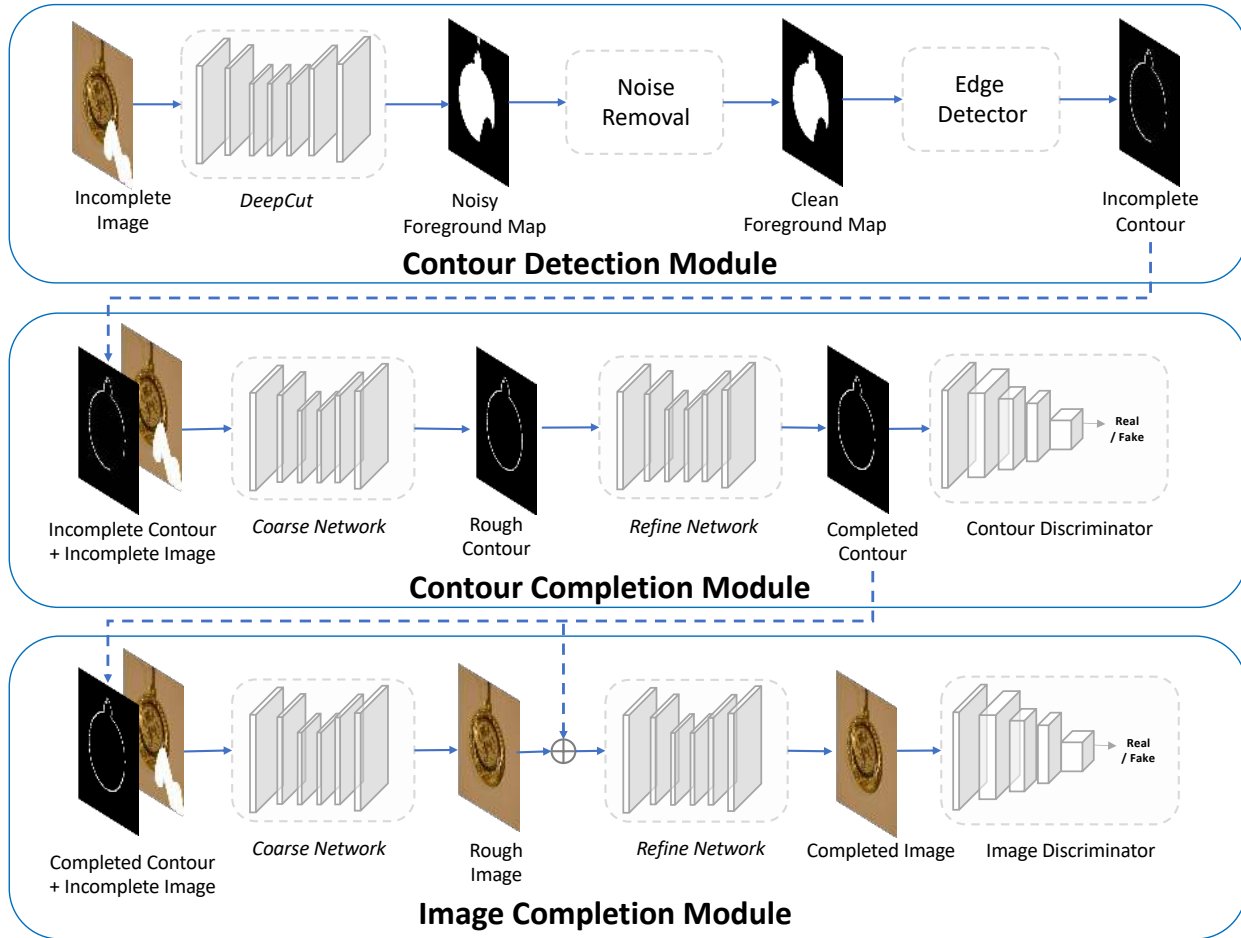 Noise
Removal
Edge
Detector
Incomplete
Image
DeepCut
Noisy
Foreground Map
Clean
Foreground Map
Incomplete
Contour
Contour Detection Module
Real
/ Fake
Incomplete Contour
+ Incomplete Image
Coarse Network
Rough
Contour
Refine Network
Completed
Contour
Contour Discriminator
Contour Completion Module
Real
/ Fake
Completed Contour
+ Incomplete Image
Coarse Network
Rough
Image
Refine Network
Completed Image
Image Discriminator
Image Completion Module